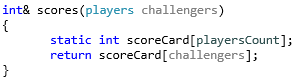 int& scores(players challengers)
{
static int scoreCard[playersCount];
return scoreCard[challengers];
}